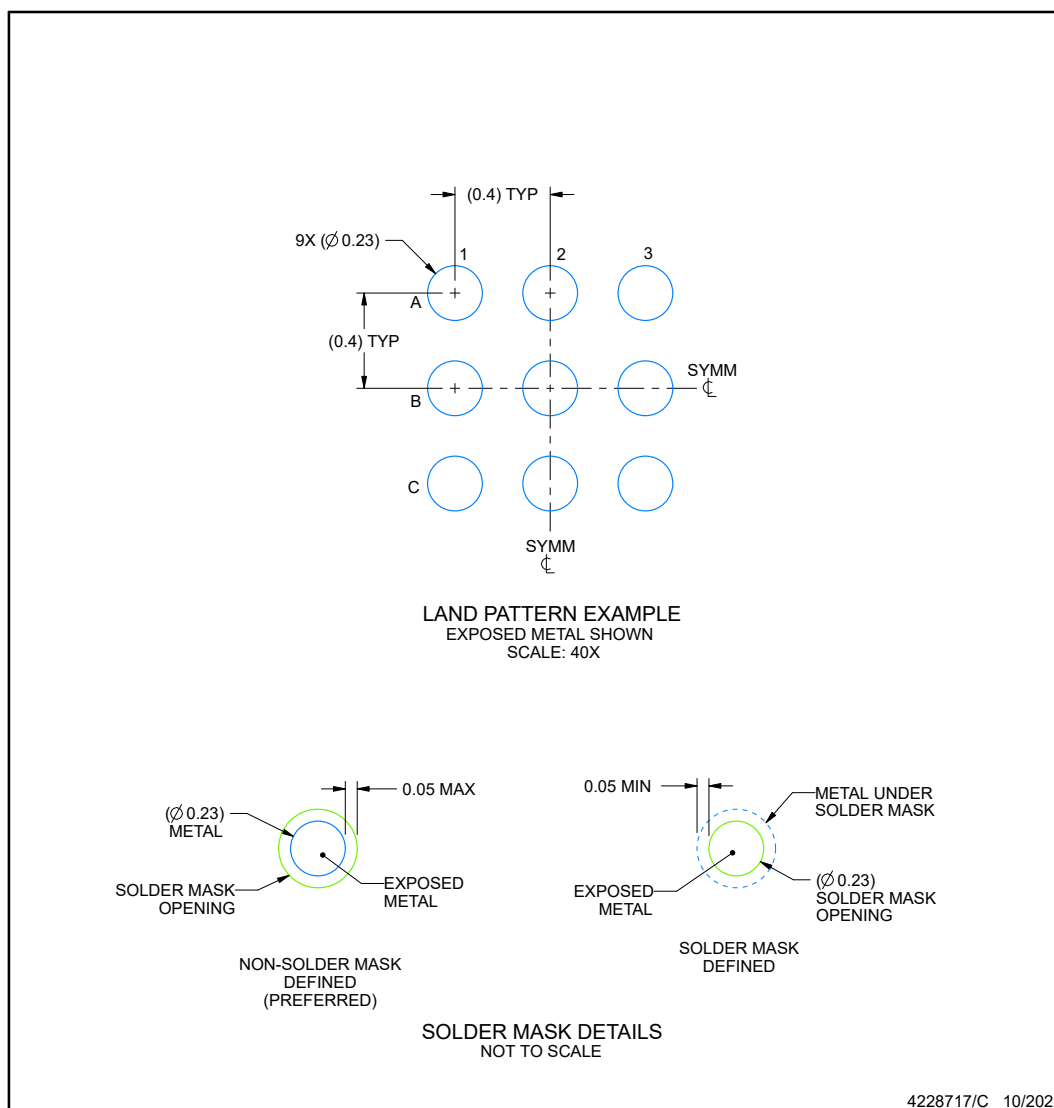 (0.4) TYP
9X (∅ 0.23)
1
2
3
A
(0.4) TYP
SYMM
℄
B
C
SYMM
℄
LAND PATTERN EXAMPLE
EXPOSED METAL SHOWN
SCALE: 40X
0.05 MAX
(∅ 0.23)
METAL
SOLDER MASK
OPENING
EXPOSED
METAL
NON-SOLDER MASK
DEFINED
(PREFERRED)
0.05 MIN
METAL UNDER
SOLDER MASK
EXPOSED
METAL
(∅ 0.23)
SOLDER MASK
OPENING
SOLDER MASK
DEFINED
SOLDER MASK DETAILS
NOT TO SCALE
4228717/C 10/202